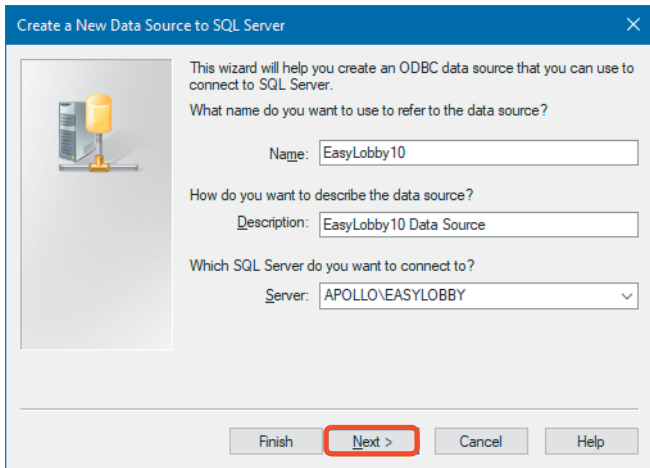 Create a New Data Source to SQL Server
This wizard will help you create an ODBC data source that you can use to
connect to SQL Server.
What name do you want to use to refer to the data source?
Name: EasyLobby10
How do you want to describe the data source?
Description: EasyLobby10 Data Source
Which SQL Server do you want to connect to?
Server: APOLLO\EASYLOBBY
Finish Next > Cancel Help